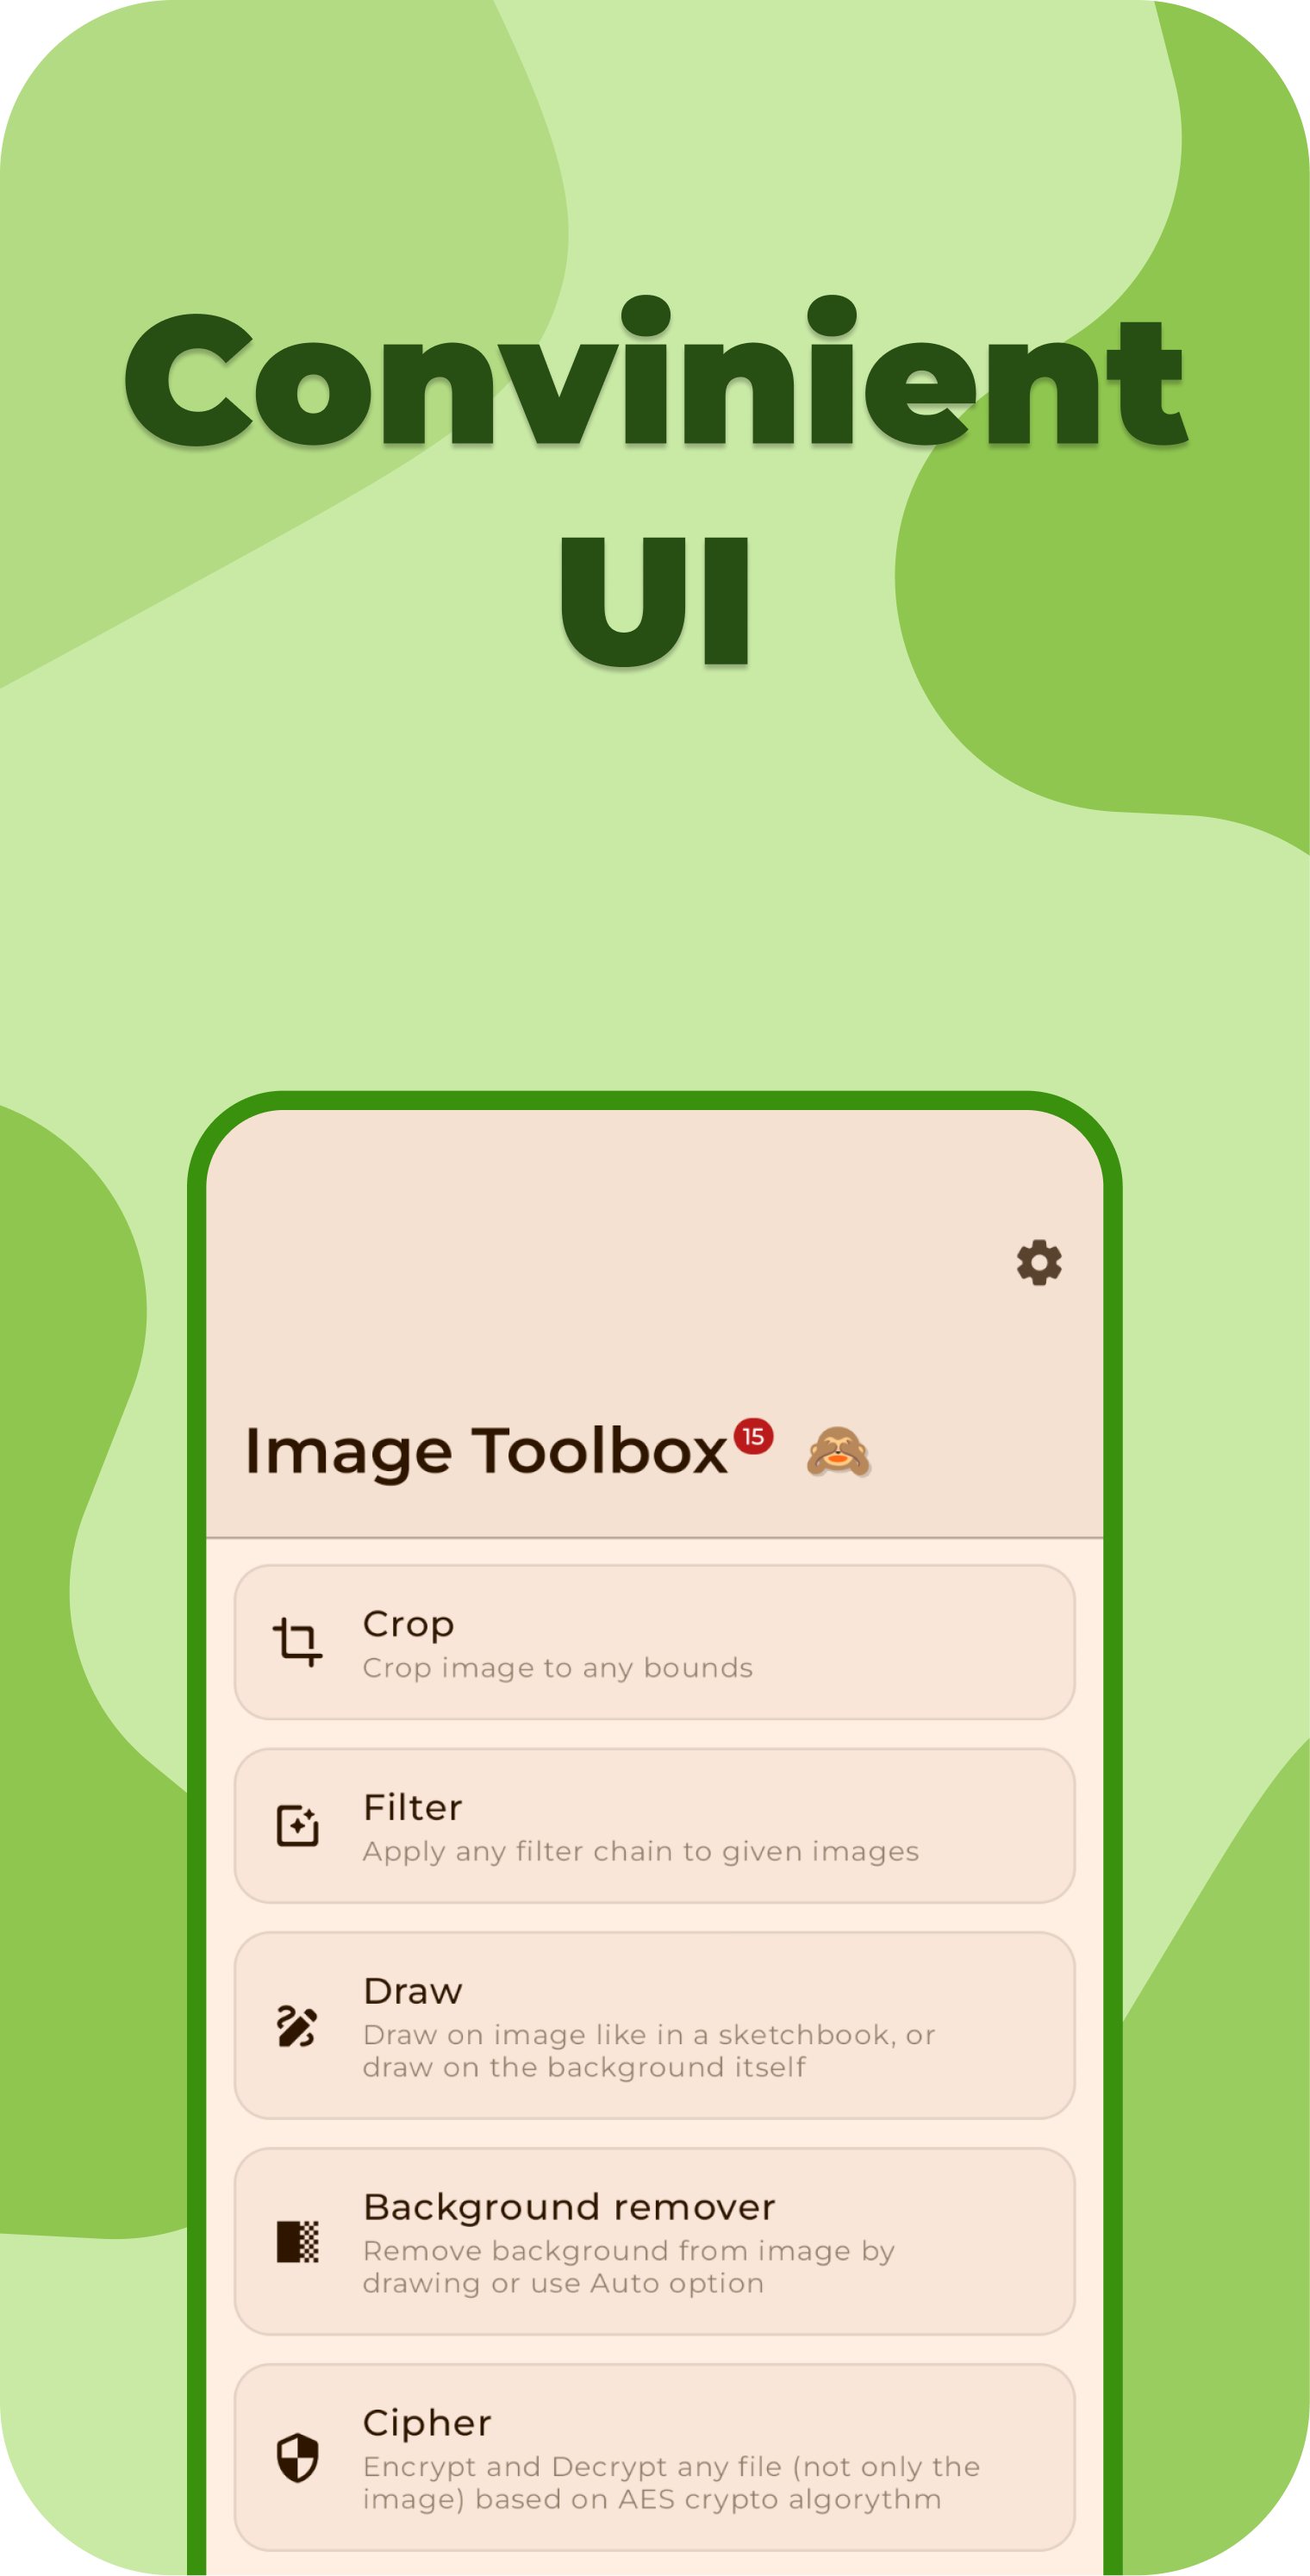 Convinient
UI
Image Toolbox 15 🙈
Crop
Crop image to any bounds
Filter
Apply any filter chain to given images
Draw
Draw on image like in a sketchbook, or
draw on the background itself
Background remover
Remove background from image by
drawing or use Auto option
Cipher
Encrypt and Decrypt any file (not only the
image) based on AES crypto algorythm